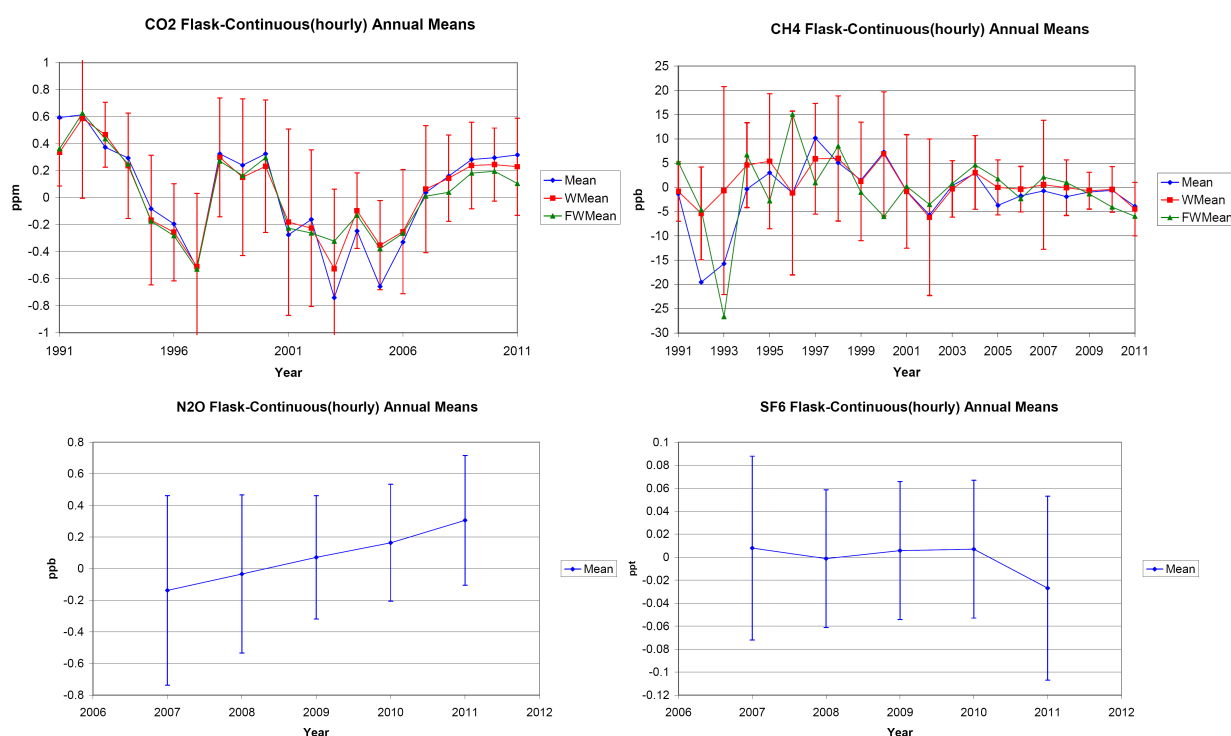 CO2 Flask-Continuous(hourly) Annual Means
1
0.8
0.6
0.4
0.2
0
-0.2
-0.4
-0.6
-0.8
-1
ppm
1991 1996 2001 2006 2011
Year
Mean
WMean
FWMean
CH4 Flask-Continuous(hourly) Annual Means
25
20
15
10
5
0
-5
-10
-15
-20
-25
-30
ppb
1991 1993 1995 1997 1999 2001 2003 2005 2007 2009 2011
Year
Mean
WMean
FWMean
N2O Flask-Continuous(hourly) Annual Means
0.8
0.6
0.4
0.2
0
-0.2
-0.4
-0.6
-0.8
ppb
2006 2007 2008 2009 2010 2011 2012
Year
Mean
SF6 Flask-Continuous(hourly) Annual Means
0.1
0.08
0.06
0.04
0.02
0
-0.02
-0.04
-0.06
-0.08
-0.1
-0.12
ppt
2006 2007 2008 2009 2010 2011 2012
Year
Mean